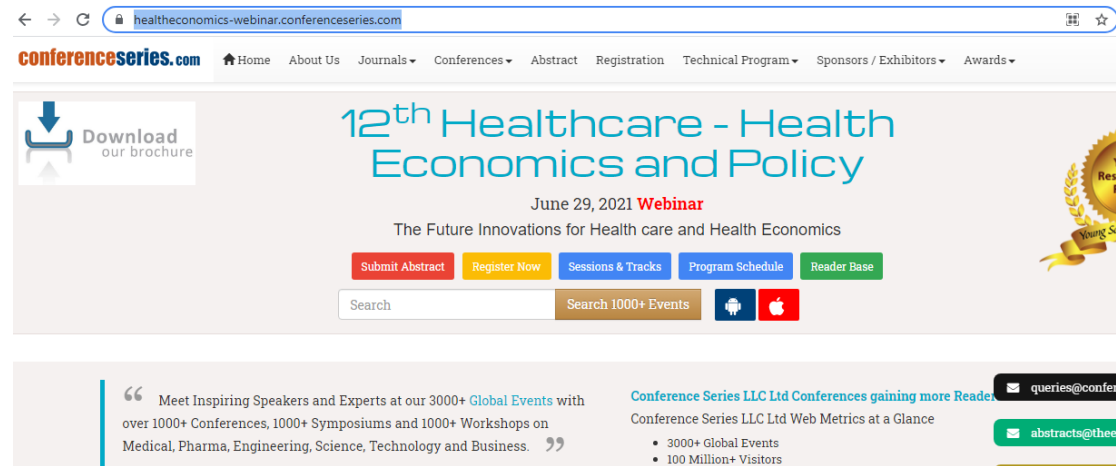 healtheconomics-webinar.conferenceseries.com
conferenceseries.com Home About Us Journals Conferences Abstract Registration Technical Program Sponsors / Exhibitors Awards
Download
our brochure
12th Healthcare - Health
Economics and Policy
June 29, 2021 Webinar
The Future Innovations for Health care and Health Economics
Submit Abstract Register Now Sessions & Tracks Program Schedule Reader Base
Search Search 1000+ Events
“ Meet Inspiring Speakers and Experts at our 3000+ Global Events with
over 1000+ Conferences, 1000+ Symposiums and 1000+ Workshops on
Medical, Pharma, Engineering, Science, Technology and Business. ”
Conference Series LLC Ltd Conferences gaining more Reader
Conference Series LLC Ltd Web Metrics at a Glance
• 3000+ Global Events
• 100 Million+ Visitors
queries@confer
abstracts@thee
Young